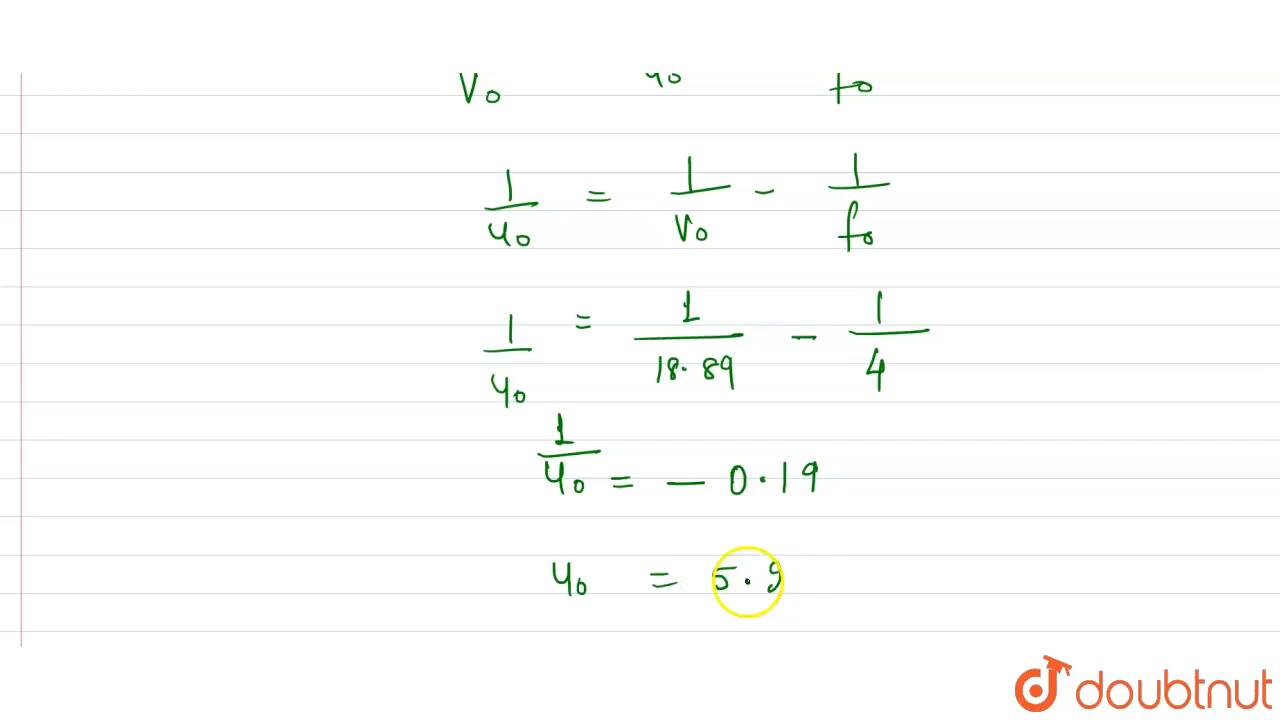 V₀ u₀ f₀
1/u₀ = 1/v₀ - 1/f₀
1/u₀ = 1/18.89 - 1/4
1/u₀ = - 0.19
u₀ = 5.9
doubtnut